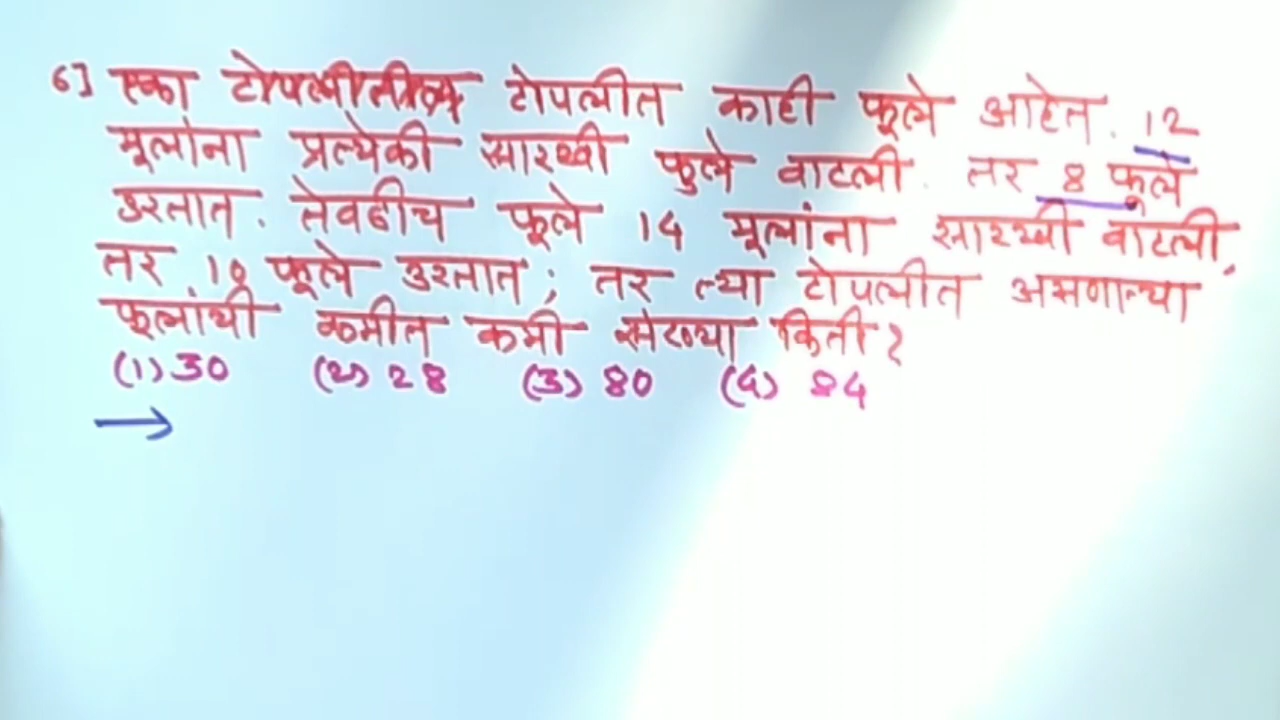 6] एका टोपलीत काही फूले आहेत. 12
मूलांना प्रत्येकी सारखी फुले वाटली. तर 8 फूले
उरतात. तेवढीच फूले 14 मूलांना सारखी वाटली,
तर 10 फूले उरतात; तर त्या टोपलीत असणाऱ्या
फूलांची कमीत कमी संख्या किती?
(1) 30 (2) 28 (3) 80 (4) 84